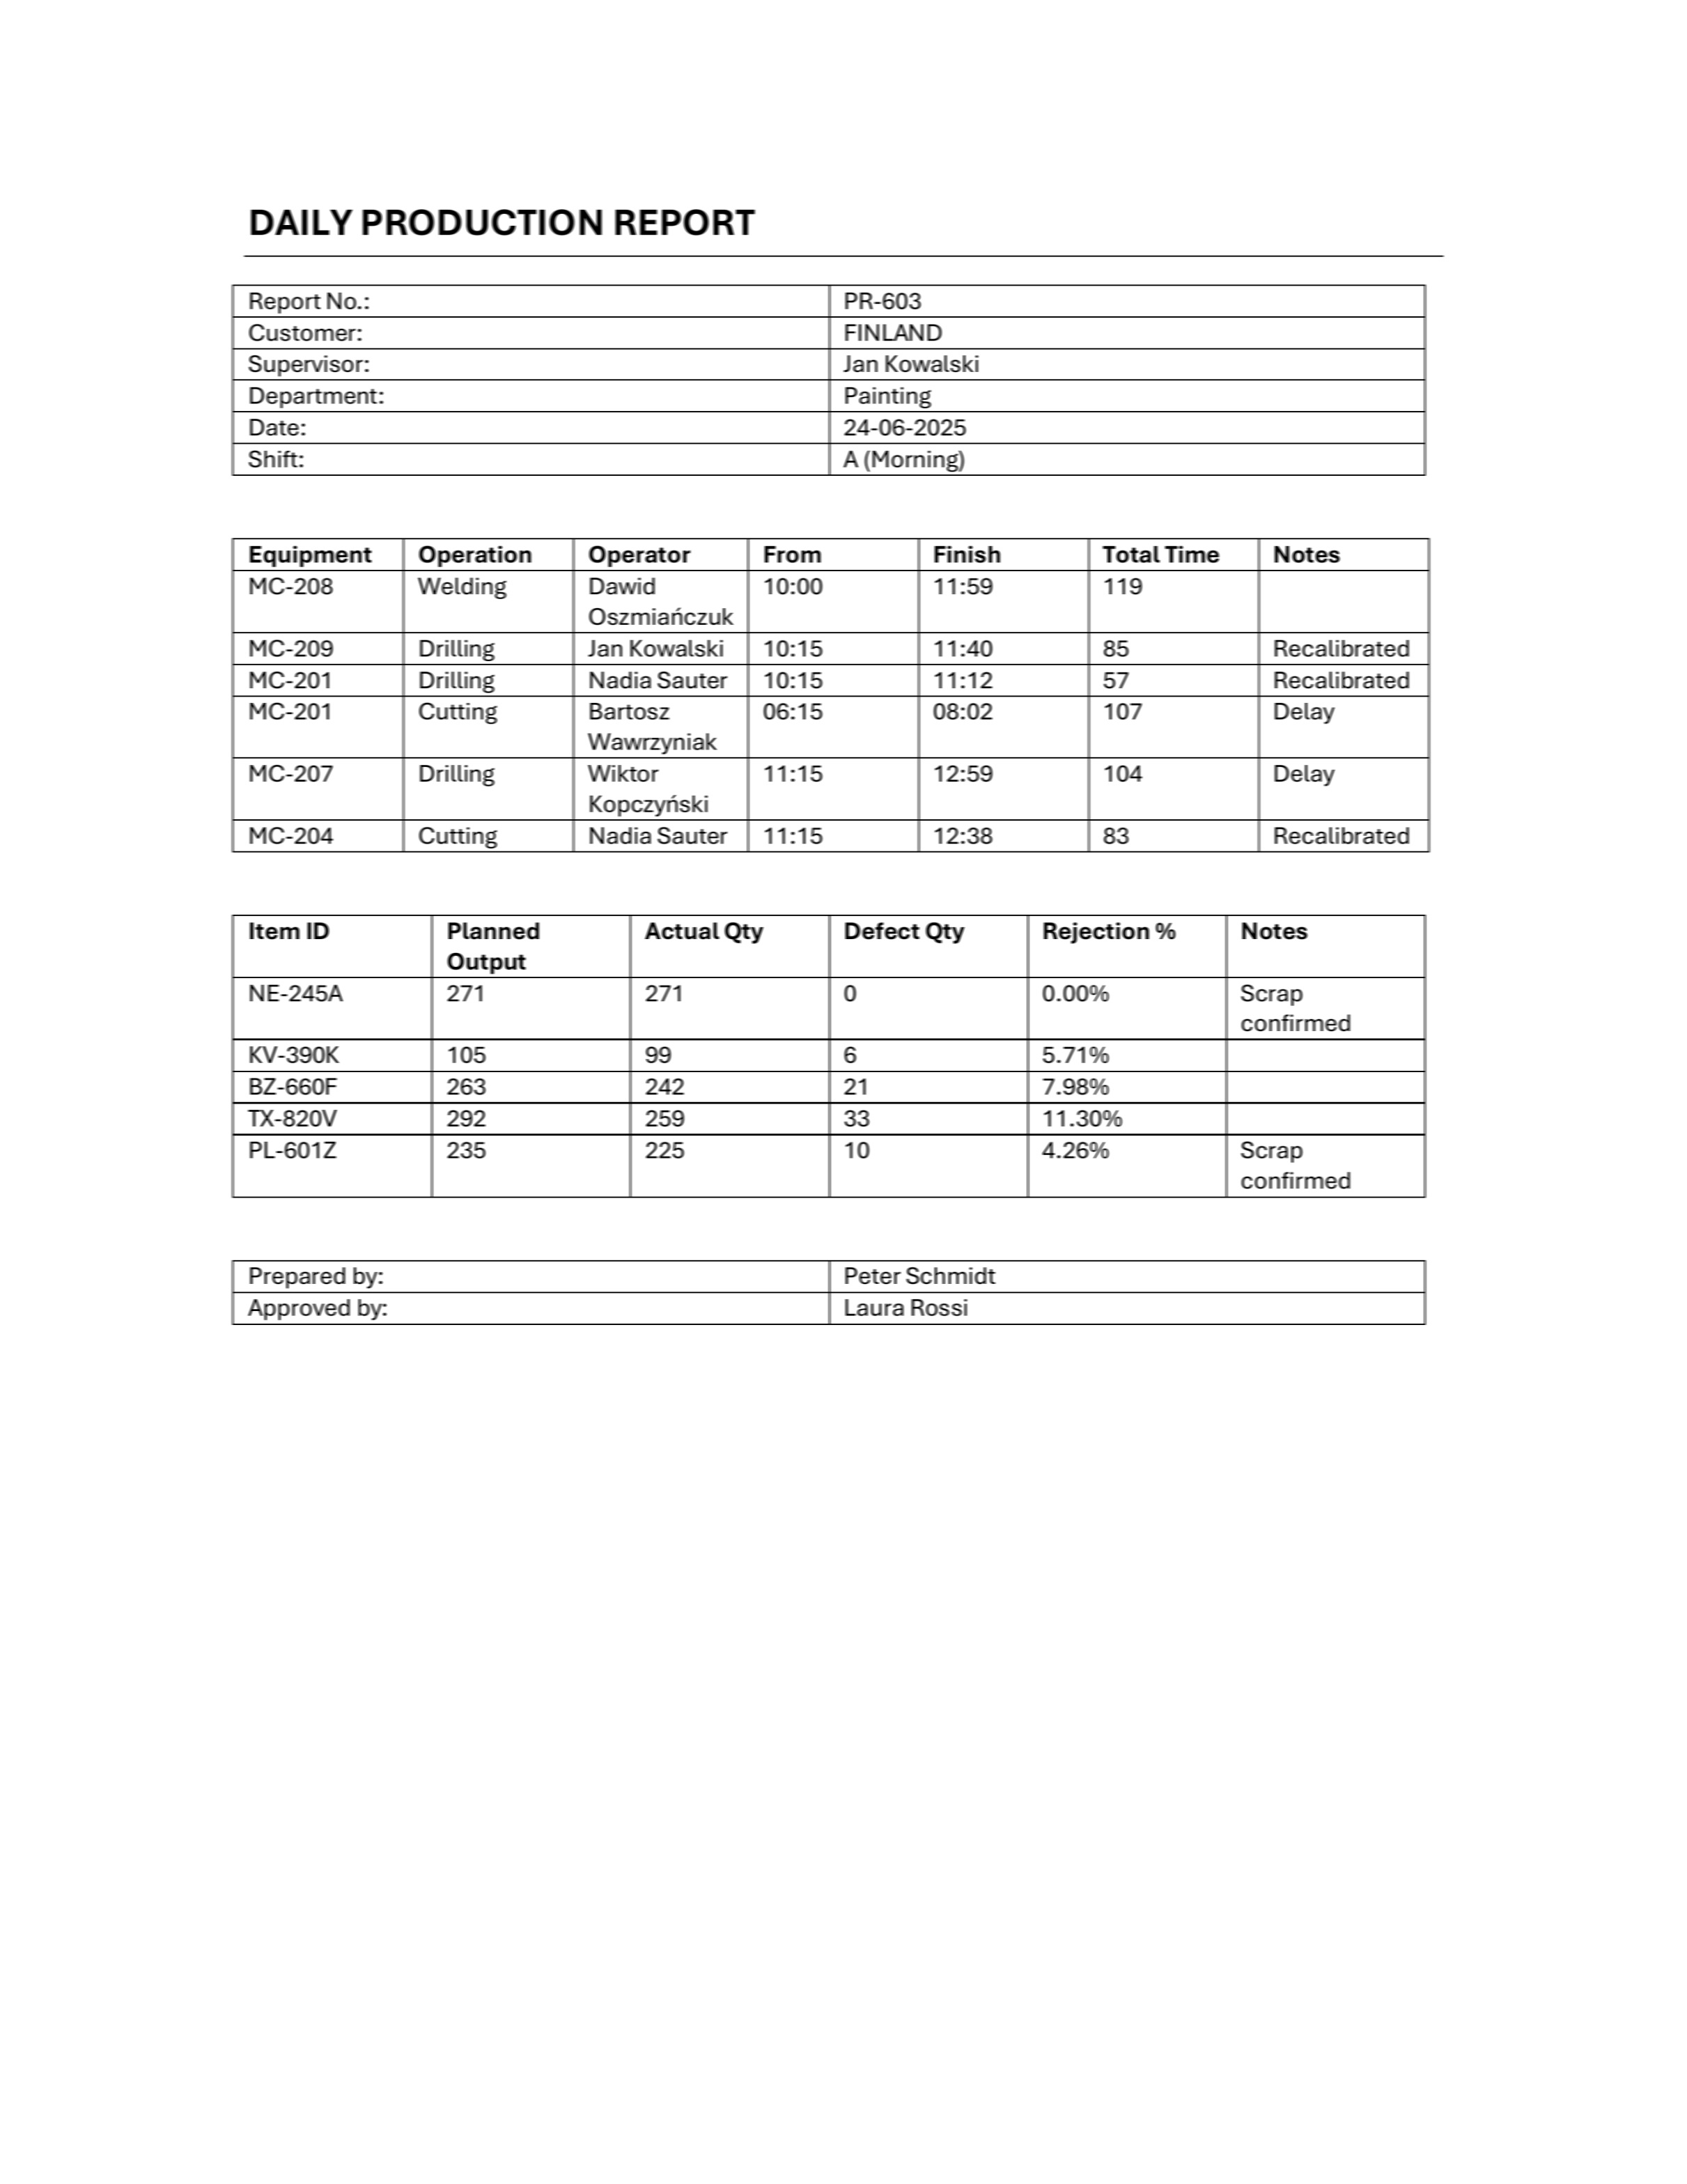 DAILY PRODUCTION REPORT
Report No.: PR-603
Customer: FINLAND
Supervisor: Jan Kowalski
Department: Painting
Date: 24-06-2025
Shift: A (Morning)
Equipment Operation Operator From Finish Total Time Notes
MC-208 Welding Dawid Oszmiańczuk 10:00 11:59 119
MC-209 Drilling Jan Kowalski 10:15 11:40 85 Recalibrated
MC-201 Drilling Nadia Sauter 10:15 11:12 57 Recalibrated
MC-201 Cutting Bartosz Wawrzyniak 06:15 08:02 107 Delay
MC-207 Drilling Wiktor Kopczyński 11:15 12:59 104 Delay
MC-204 Cutting Nadia Sauter 11:15 12:38 83 Recalibrated
Item ID Planned Output Actual Qty Defect Qty Rejection % Notes
NE-245A 271 271 0 0.00% Scrap confirmed
KV-390K 105 99 6 5.71%
BZ-660F 263 242 21 7.98%
TX-820V 292 259 33 11.30%
PL-601Z 235 225 10 4.26% Scrap confirmed
Prepared by: Peter Schmidt
Approved by: Laura Rossi